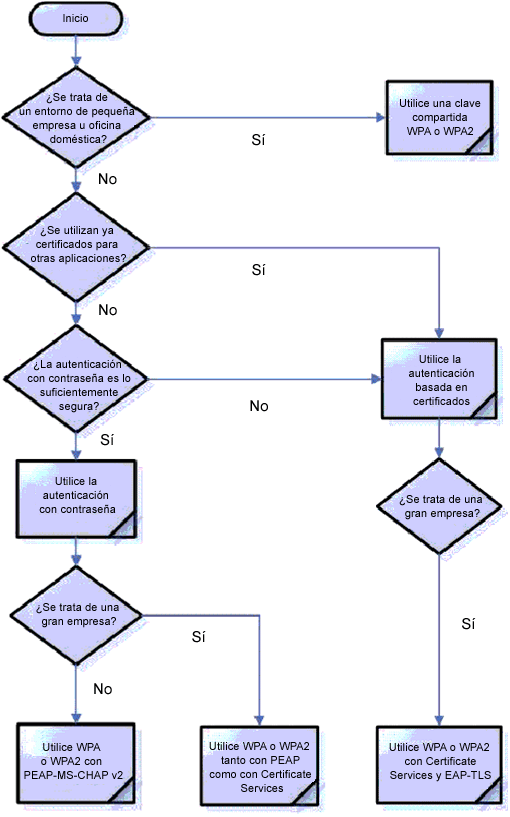 Inicio
¿Se trata de
un entorno de pequeña
empresa u oficina
doméstica?
Sí
Utilice una clave
compartida
WPA o WPA2
No
¿Se utilizan ya
certificados para
otras aplicaciones?
Sí
No
¿La autenticación
con contraseña es lo
suficientemente
segura?
No
Utilice la
autenticación
basada en
certificados
Sí
Utilice la
autenticación
con contraseña
¿Se trata de una
gran empresa?
¿Se trata de una
gran empresa?
Sí
Sí
No
Utilice WPA
o WPA2 con
PEAP-MS-CHAP v2
Utilice WPA o WPA2
tanto con PEAP
como con Certificate
Services
Utilice WPA o WPA2
con Certificate
Services y EAP-TLS